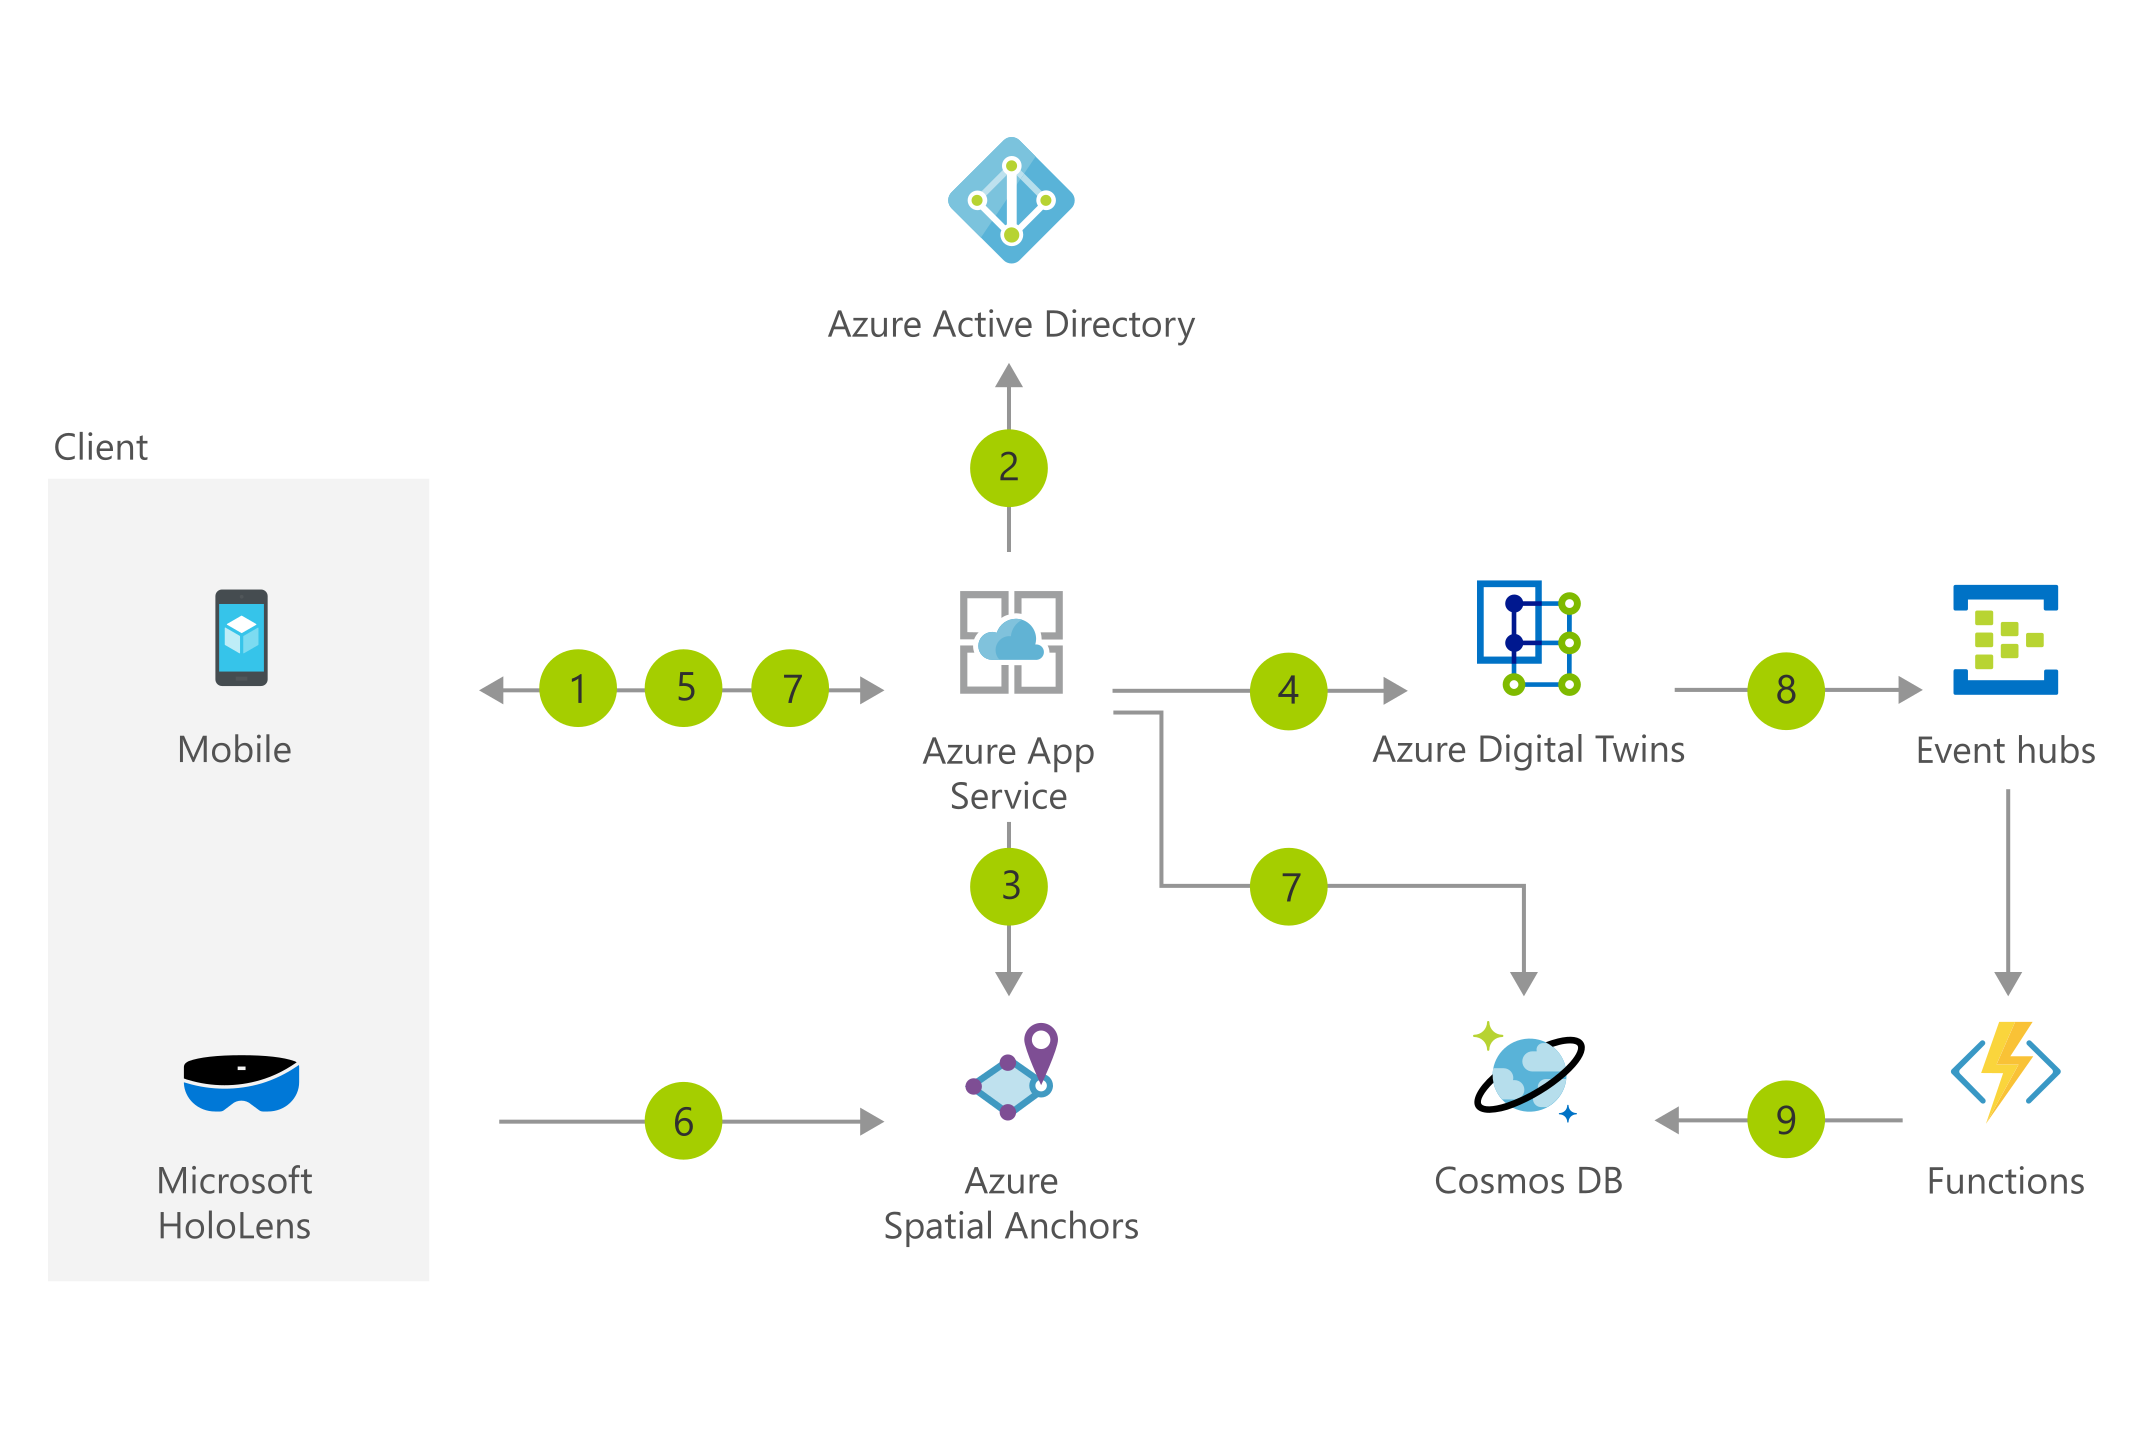 Azure Active Directory
2
Client
Mobile
1
5
7
Azure App
Service
4
Azure Digital Twins
8
Event hubs
3
7
Microsoft
HoloLens
6
Azure
Spatial Anchors
Cosmos DB
9
Functions